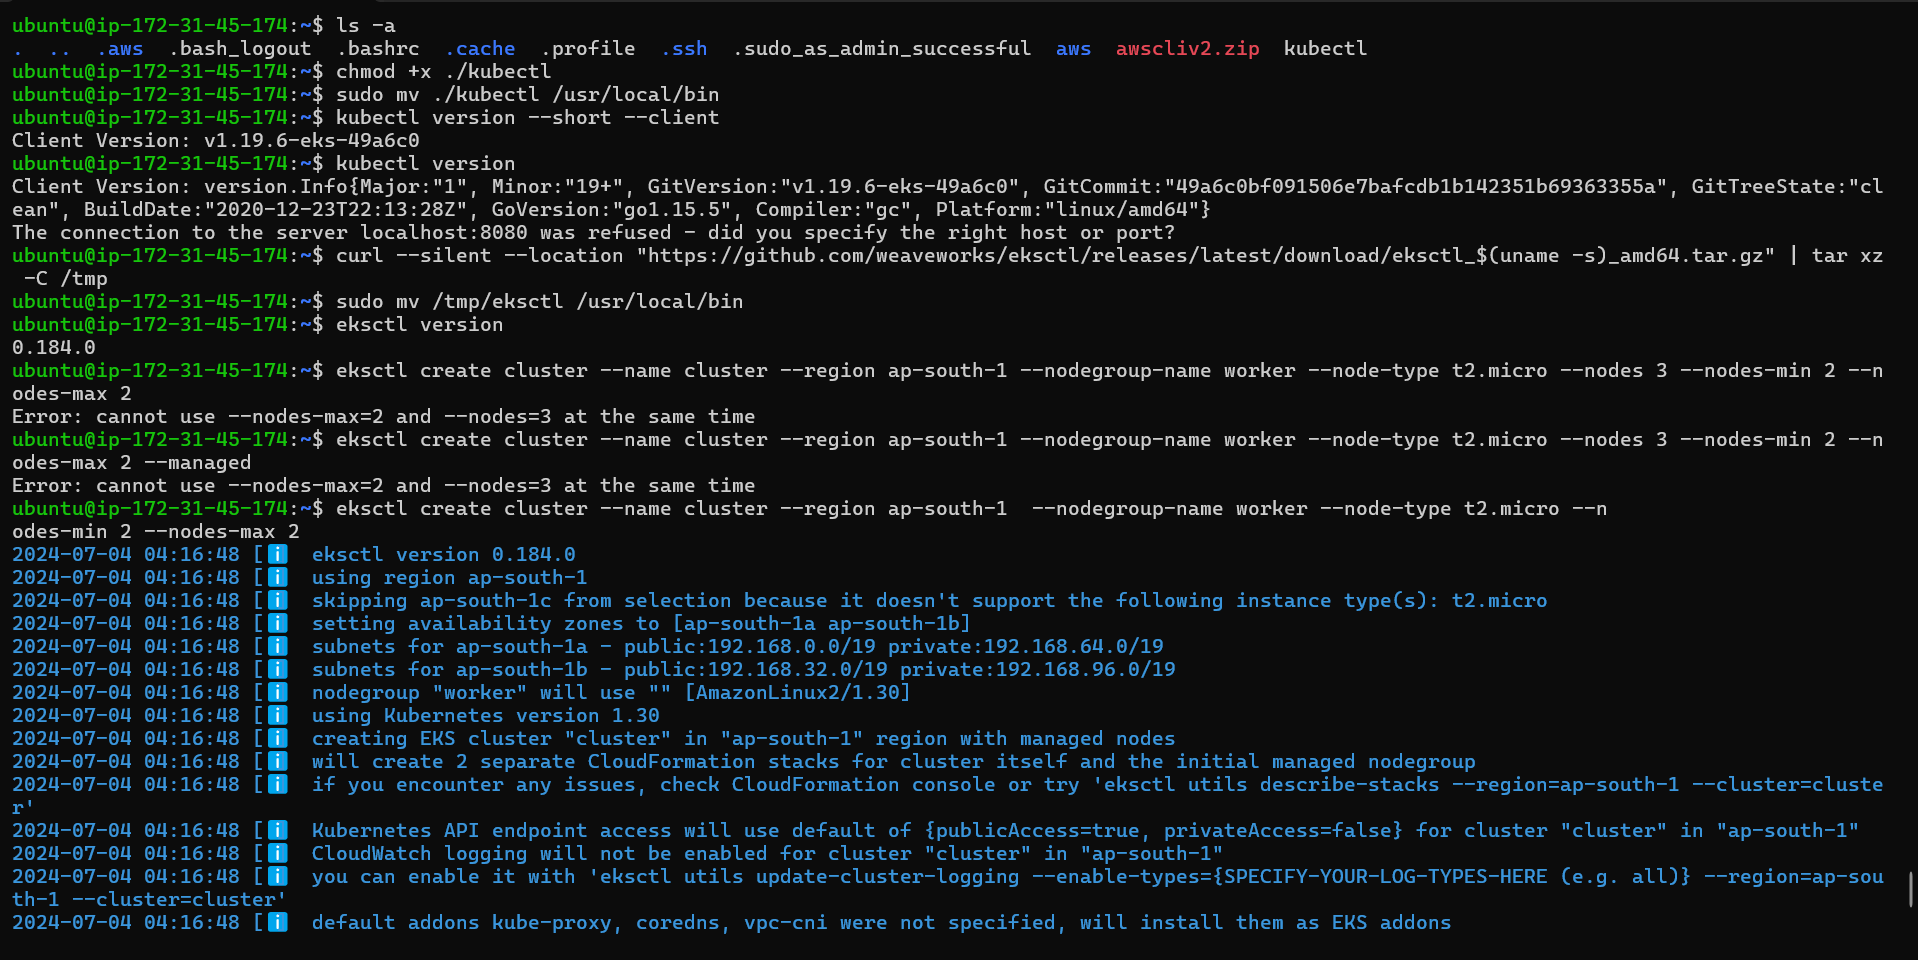 ubuntu@ip-172-31-45-174:~$ ls -a
. .. .aws .bash_logout .bashrc .cache .profile .ssh .sudo_as_admin_successful aws awscliv2.zip kubectl
ubuntu@ip-172-31-45-174:~$ chmod +x ./kubectl
ubuntu@ip-172-31-45-174:~$ sudo mv ./kubectl /usr/local/bin
ubuntu@ip-172-31-45-174:~$ kubectl version --short --client
Client Version: v1.19.6-eks-49a6c0
ubuntu@ip-172-31-45-174:~$ kubectl version
Client Version: version.Info{Major:"1", Minor:"19+", GitVersion:"v1.19.6-eks-49a6c0", GitCommit:"49a6c0bf091506e7bafcdb1b142351b69363355a", GitTreeState:"cl
ean", BuildDate:"2020-12-23T22:13:28Z", GoVersion:"go1.15.5", Compiler:"gc", Platform:"linux/amd64"}
The connection to the server localhost:8080 was refused - did you specify the right host or port?
ubuntu@ip-172-31-45-174:~$ curl --silent --location "https://github.com/weaveworks/eksctl/releases/latest/download/eksctl_$(uname -s)_amd64.tar.gz" | tar xz
 -C /tmp
ubuntu@ip-172-31-45-174:~$ sudo mv /tmp/eksctl /usr/local/bin
ubuntu@ip-172-31-45-174:~$ eksctl version
0.184.0
ubuntu@ip-172-31-45-174:~$ eksctl create cluster --name cluster --region ap-south-1 --nodegroup-name worker --node-type t2.micro --nodes 3 --nodes-min 2 --n
odes-max 2
Error: cannot use --nodes-max=2 and --nodes=3 at the same time
ubuntu@ip-172-31-45-174:~$ eksctl create cluster --name cluster --region ap-south-1 --nodegroup-name worker --node-type t2.micro --nodes 3 --nodes-min 2 --n
odes-max 2 --managed
Error: cannot use --nodes-max=2 and --nodes=3 at the same time
ubuntu@ip-172-31-45-174:~$ eksctl create cluster --name cluster --region ap-south-1  --nodegroup-name worker --node-type t2.micro --n
odes-min 2 --nodes-max 2
2024-07-04 04:16:48 [ℹ]  eksctl version 0.184.0
2024-07-04 04:16:48 [ℹ]  using region ap-south-1
2024-07-04 04:16:48 [ℹ]  skipping ap-south-1c from selection because it doesn't support the following instance type(s): t2.micro
2024-07-04 04:16:48 [ℹ]  setting availability zones to [ap-south-1a ap-south-1b]
2024-07-04 04:16:48 [ℹ]  subnets for ap-south-1a - public:192.168.0.0/19 private:192.168.64.0/19
2024-07-04 04:16:48 [ℹ]  subnets for ap-south-1b - public:192.168.32.0/19 private:192.168.96.0/19
2024-07-04 04:16:48 [ℹ]  nodegroup "worker" will use "" [AmazonLinux2/1.30]
2024-07-04 04:16:48 [ℹ]  using Kubernetes version 1.30
2024-07-04 04:16:48 [ℹ]  creating EKS cluster "cluster" in "ap-south-1" region with managed nodes
2024-07-04 04:16:48 [ℹ]  will create 2 separate CloudFormation stacks for cluster itself and the initial managed nodegroup
2024-07-04 04:16:48 [ℹ]  if you encounter any issues, check CloudFormation console or try 'eksctl utils describe-stacks --region=ap-south-1 --cluster=cluste
r'
2024-07-04 04:16:48 [ℹ]  Kubernetes API endpoint access will use default of {publicAccess=true, privateAccess=false} for cluster "cluster" in "ap-south-1"
2024-07-04 04:16:48 [ℹ]  CloudWatch logging will not be enabled for cluster "cluster" in "ap-south-1"
2024-07-04 04:16:48 [ℹ]  you can enable it with 'eksctl utils update-cluster-logging --enable-types={SPECIFY-YOUR-LOG-TYPES-HERE (e.g. all)} --region=ap-sou
th-1 --cluster=cluster'
2024-07-04 04:16:48 [ℹ]  default addons kube-proxy, coredns, vpc-cni were not specified, will install them as EKS addons